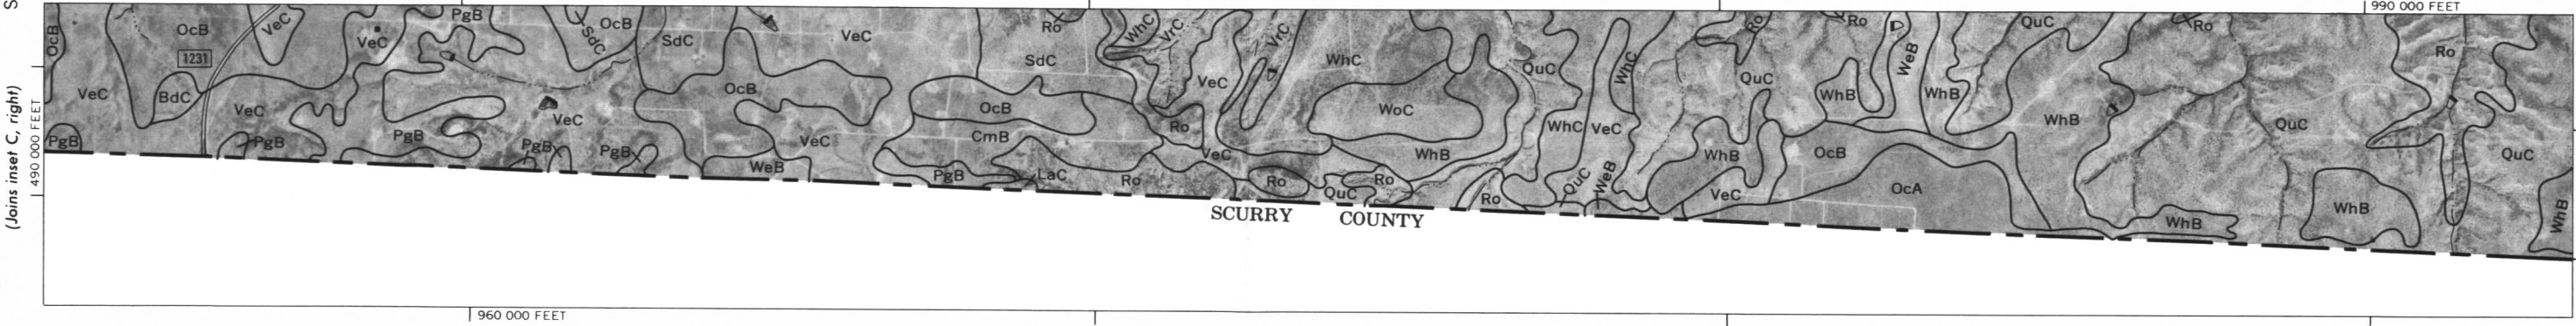 S
(Joins inset C, right)
490 000 FEET
990 000 FEET
OcB
OcB
VeC
VeC
PgB
SdC
OcB
SdC
VeC
Ro
WhC
VrC
VrC
WhC
QuC
WhC
Ro
Ro
WeB
QuC
Ro
Ro
1231
SdC
VeC
BdC
VeC
VeC
OcB
OcB
VeC
WoC
QuC
WhB
WhB
PgB
PgB
PgB
PgB
PgB
VeC
WeB
CmB
PgB
LaC
Ro
Ro
VeC
Ro
QuC
Ro
WhB
Ro
WhC
VeC
QuC
WeB
WhB
VeC
OcB
OcA
WhB
QuC
WhB
WhB
QuC
WhB
SCURRY COUNTY
960 000 FEET